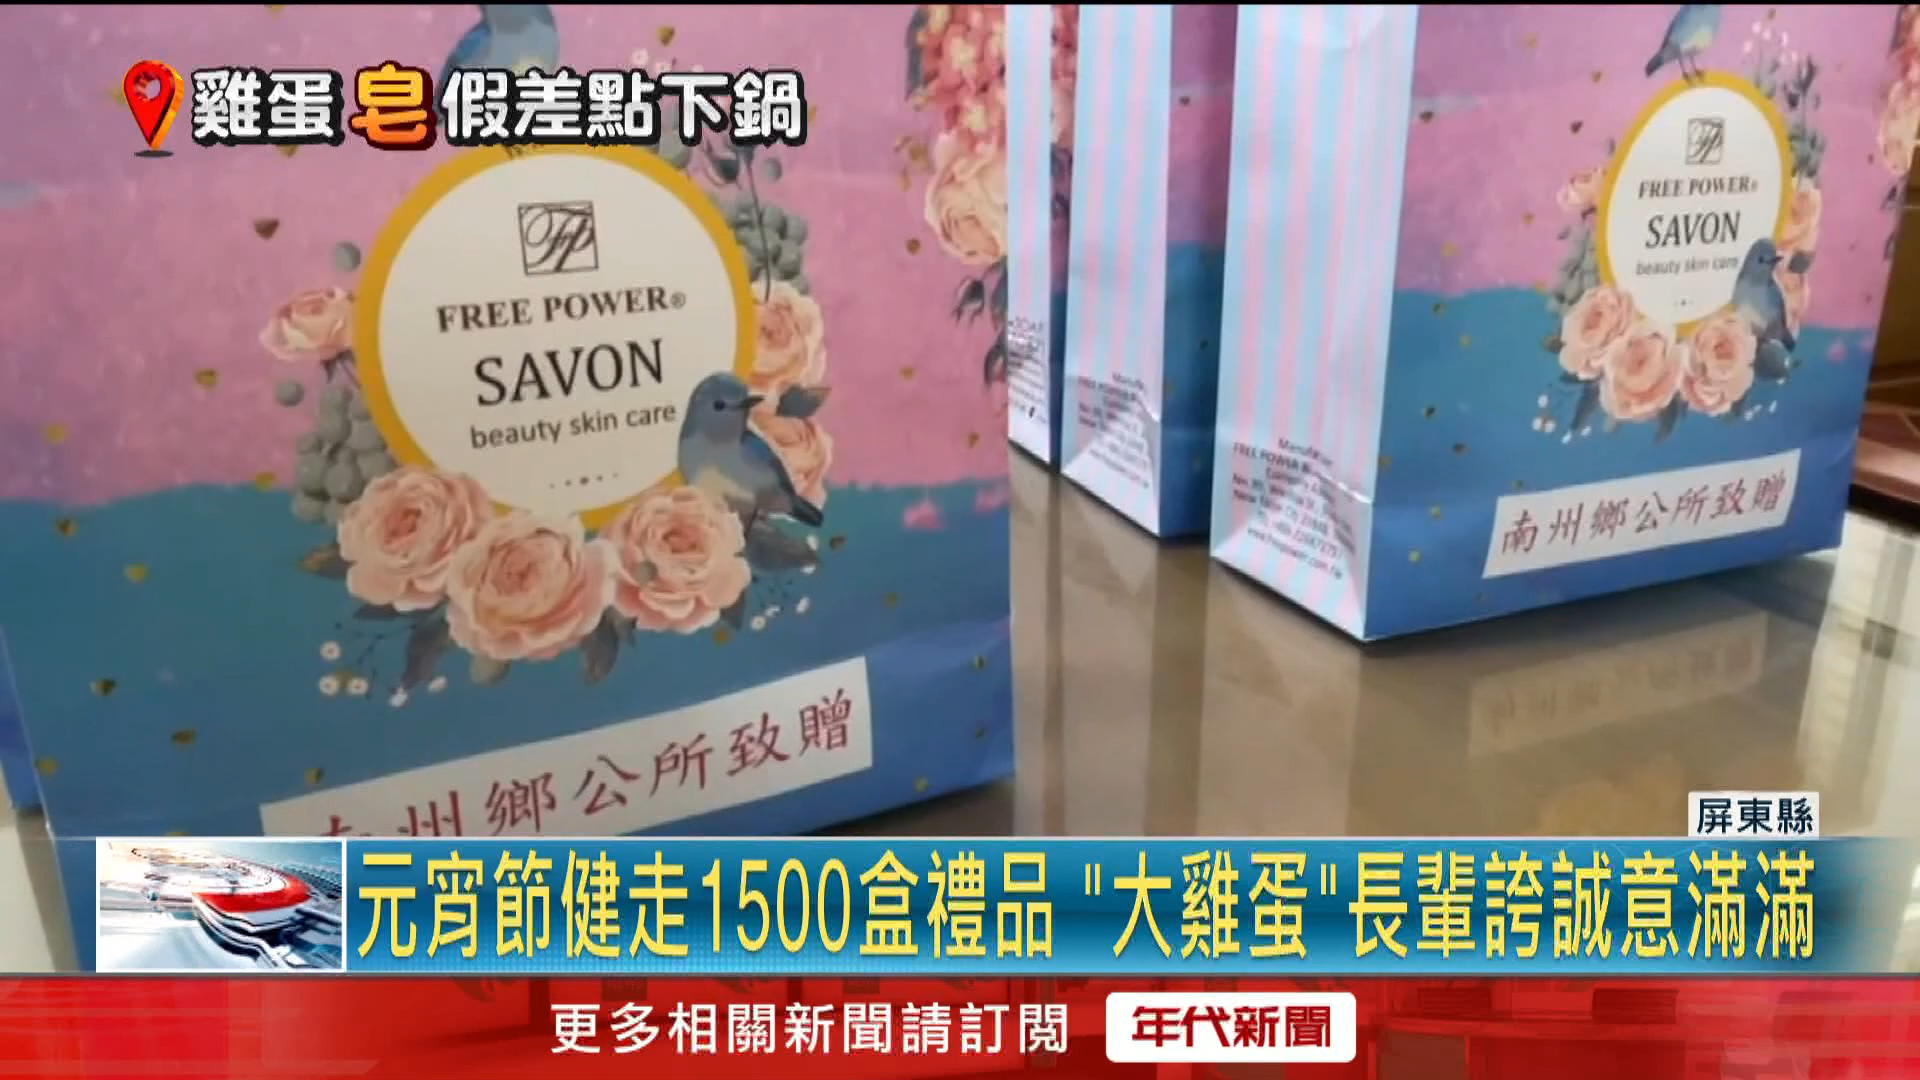 雞蛋皂假差點下鍋
FREE POWER®
SAVON
beauty skin care
南州鄉公所致贈
FREE POWER®
SAVON
beauty skin care
南州鄉公所致贈
屏東縣
元宵節健走1500盒禮品 "大雞蛋"長輩誇誠意滿滿
更多相關新聞請訂閱 年代新聞